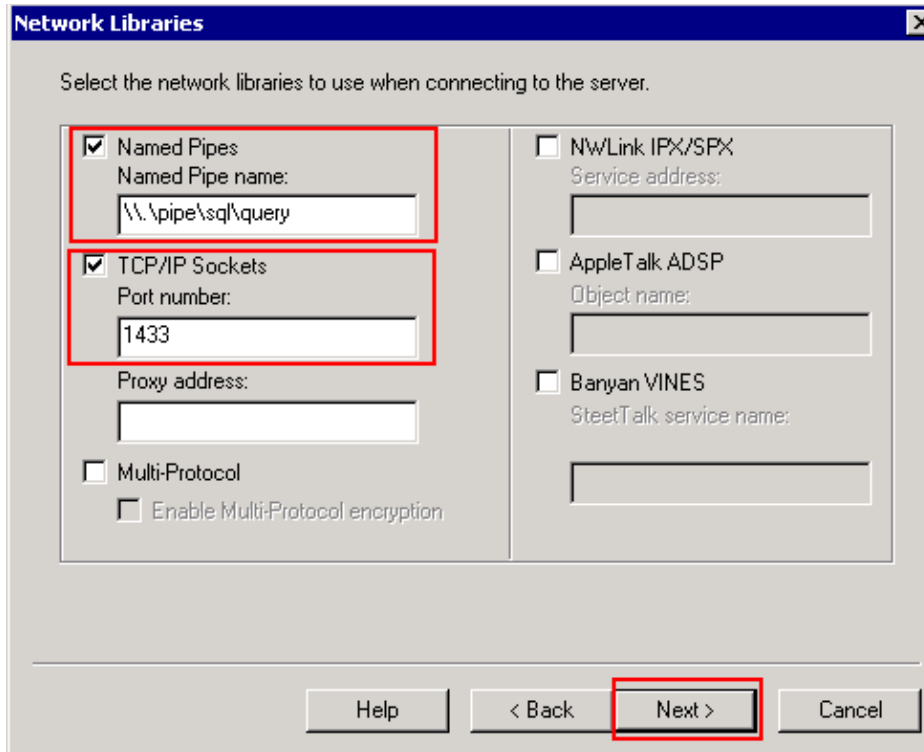 Network Libraries
Select the network libraries to use when connecting to the server.
Named Pipes
Named Pipe name:
\\.\pipe\sql\query
TCP/IP Sockets
Port number:
1433
Proxy address:
Multi-Protocol
Enable Multi-Protocol encryption
NWLink IPX/SPX
Service address:
AppleTalk ADSP
Object name:
Banyan VINES
SteetTalk service name:
Help
< Back
Next >
Cancel